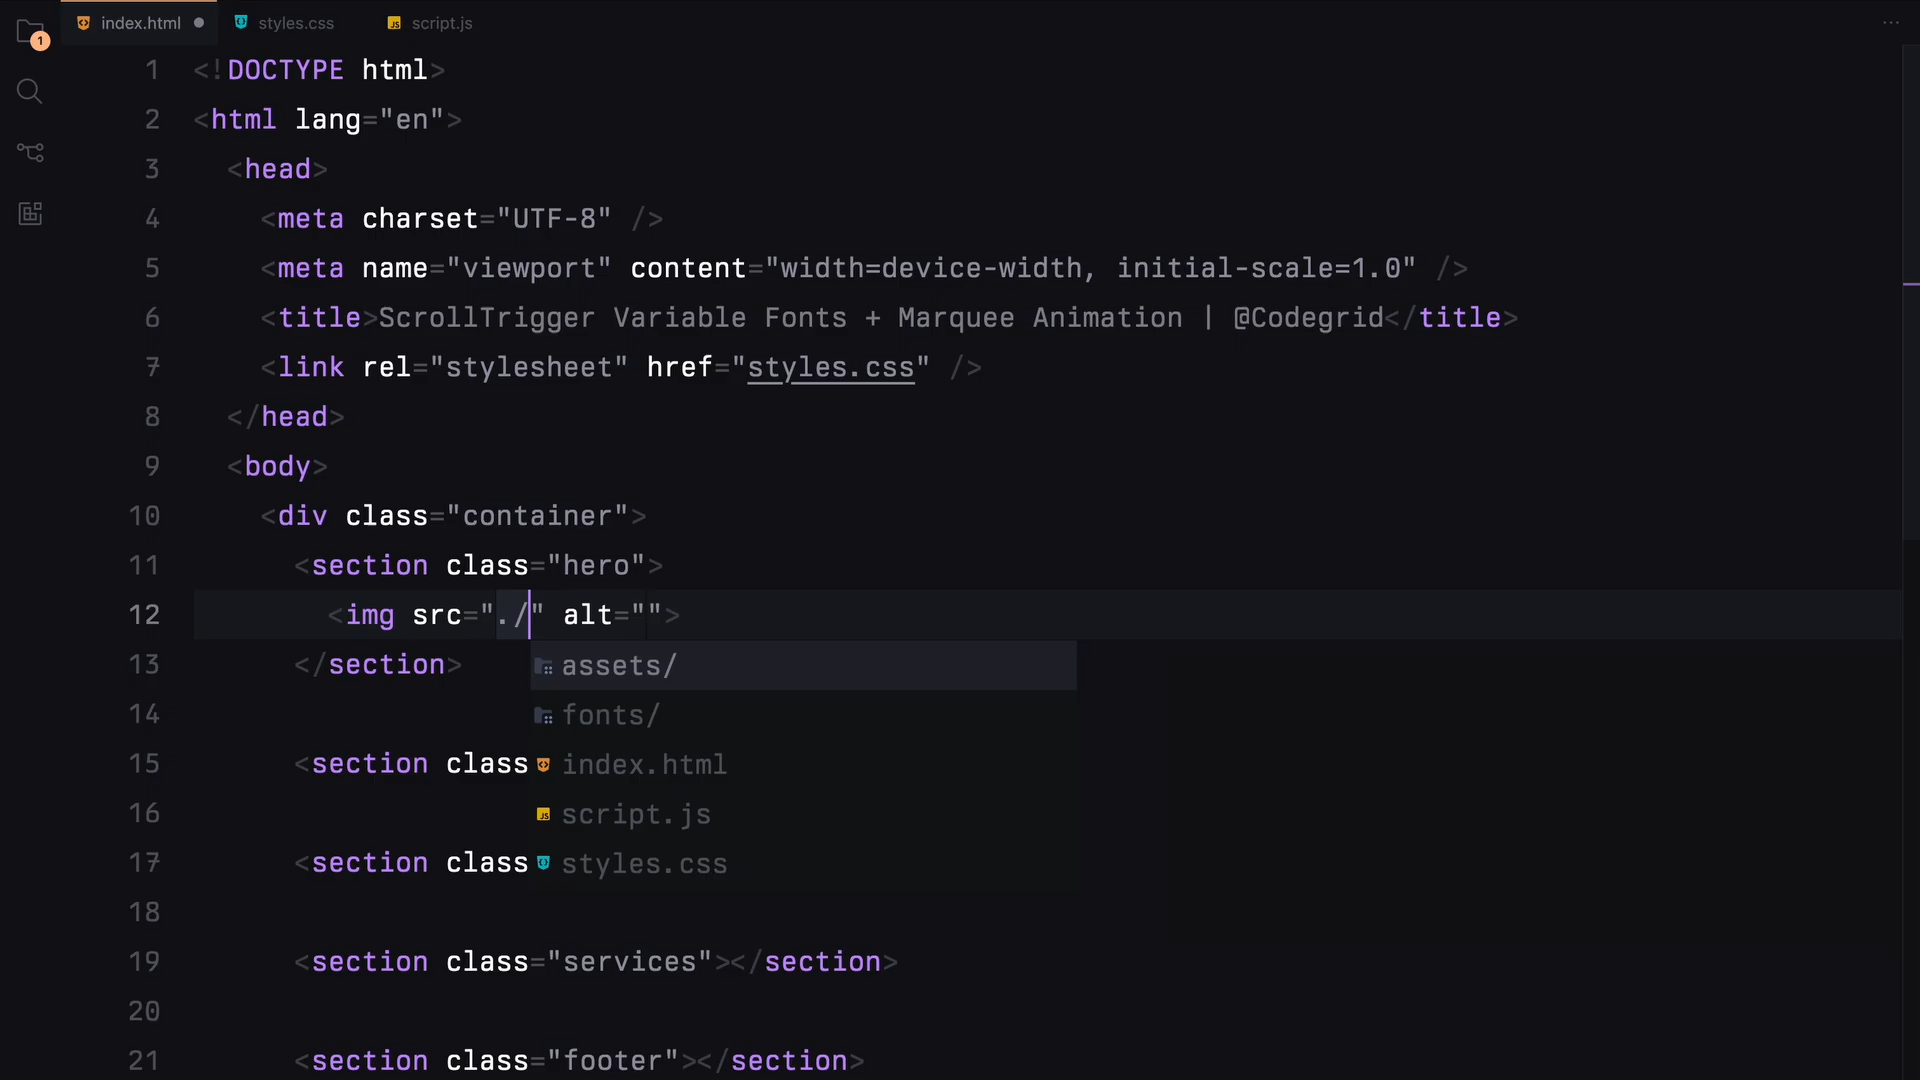 index.html
styles.css
script.js
1
1 <!DOCTYPE html>
2 <html lang="en">
3 <head>
4 <meta charset="UTF-8" />
5 <meta name="viewport" content="width=device-width, initial-scale=1.0" />
6 <title>ScrollTrigger Variable Fonts + Marquee Animation | @Codegrid</title>
7 <link rel="stylesheet" href="styles.css" />
8 </head>
9 <body>
10 <div class="container">
11 <section class="hero">
12 <img src="./" alt="">
13 </section>
assets/
14
fonts/
15 <section class
index.html
16
script.js
17 <section class
styles.css
18
19 <section class="services"></section>
20
21 <section class="footer"></section>